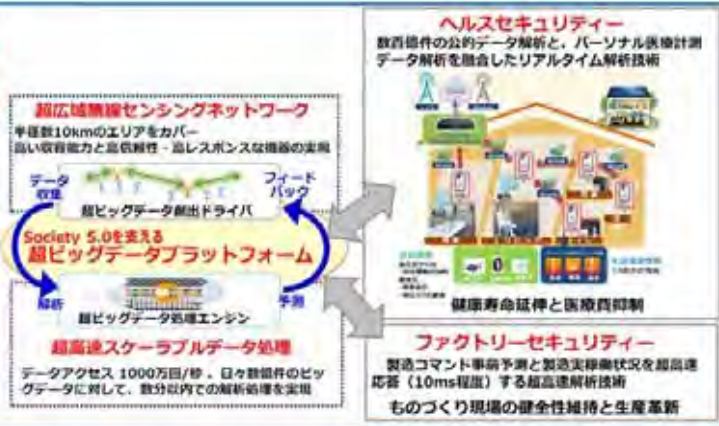 超広域無線センシングネットワーク
半径数10kmのエリアをカバー
高い収容能力と高信頼性・高レスポンスな機器の実現
データ
収集
フィード
バック
超ビッグデータ創出ドライバ
Society 5.0を支える
超ビッグデータプラットフォーム
解析
予測
超ビッグデータ処理エンジン
超高速スケーラブルデータ処理
データアクセス 1000万回/秒。日々数億件のビッ
グデータに対して、数分以内での解析処理を実現
ヘルスセキュリティー
数百億件の公的データ解析と、パーソナル医療計測
データ解析を融合したリアルタイム解析技術
健康寿命延伸と医療費抑制
ファクトリーセキュリティー
製造コマンド事前予測と製造実稼働状況を超高速
応答（10ms程度）する超高速解析技術
ものづくり現場の健全性維持と生産革新